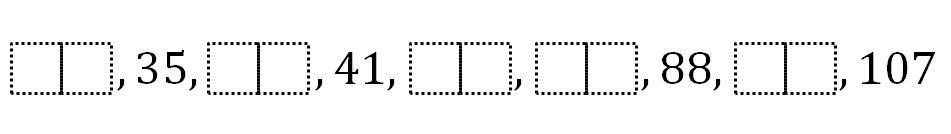 , 35, , 41, , , 88, , 107